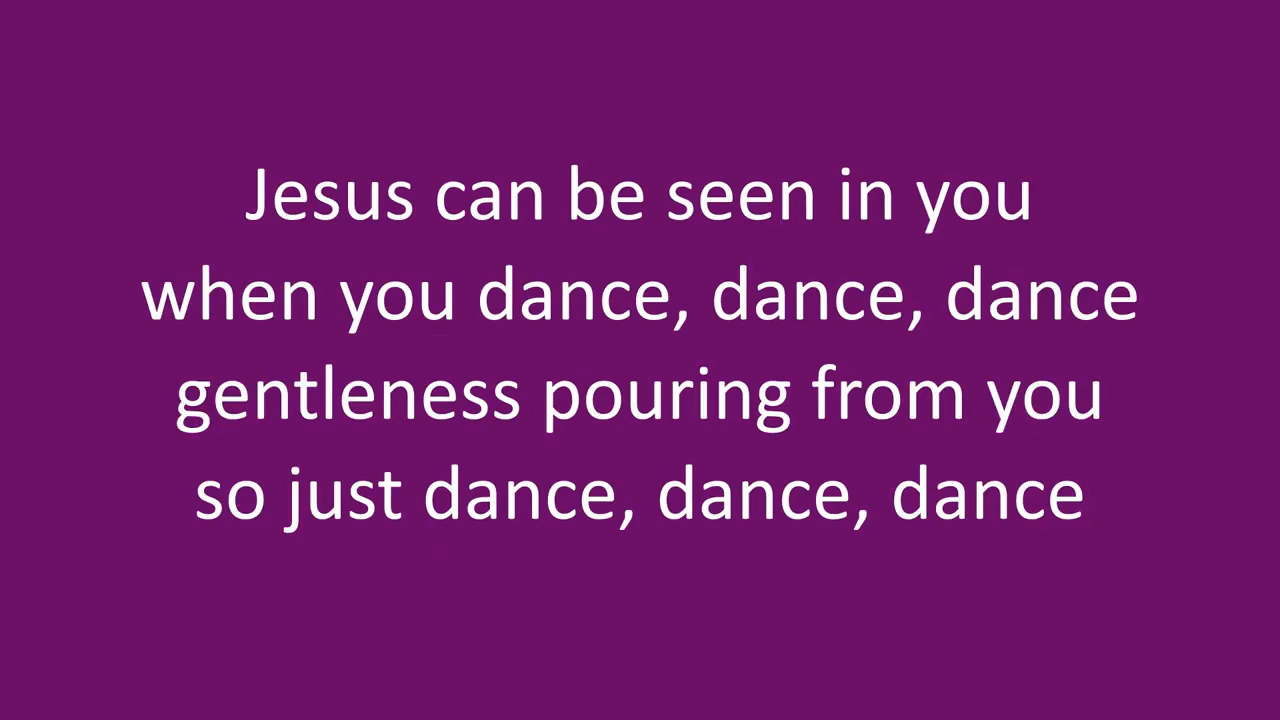 Jesus can be seen in you
when you dance, dance, dance
gentleness pouring from you
so just dance, dance, dance